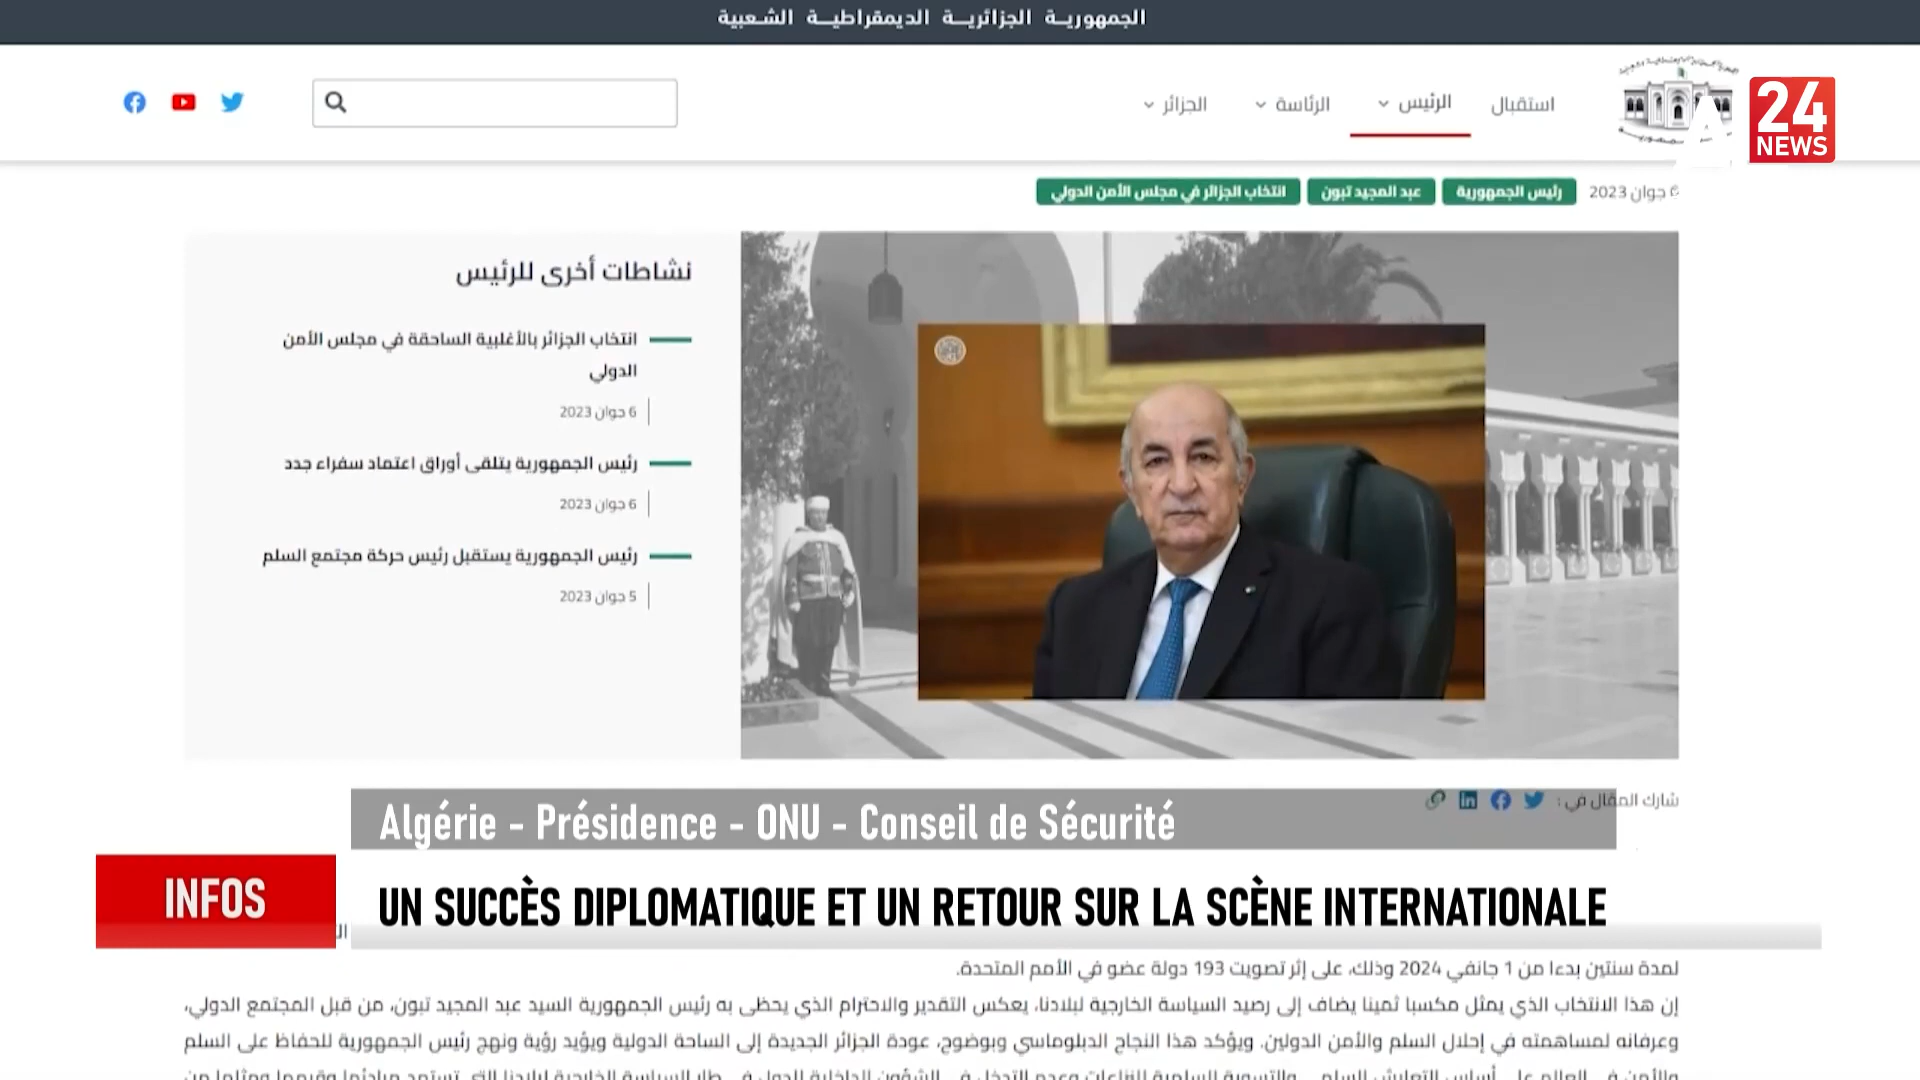 الجمهوريــة الجزائريــة الديمقراطيــة الشعبية
استقبال
الرئيس
الرئاسة
الجزائر
24
NEWS
جوان 2023
رئيس الجمهورية
عبد المجيد تبون
انتخاب الجزائر في مجلس الأمن الدولي
نشاطات أخرى للرئيس
انتخاب الجزائر بالأغلبية الساحقة في مجلس الأمن
الدولي
6 جوان 2023
رئيس الجمهورية يتلقى أوراق اعتماد سفراء جدد
6 جوان 2023
رئيس الجمهورية يستقبل رئيس حركة مجتمع السلم
5 جوان 2023
شارك المقال في :
Algérie - Présidence - ONU - Conseil de Sécurité
INFOS
UN SUCCÈS DIPLOMATIQUE ET UN RETOUR SUR LA SCÈNE INTERNATIONALE
لمدة سنتين بدءا من 1 جانفي 2024 وذلك، على إثر تصويت 193 دولة عضو في الأمم المتحدة.
إن هذا الانتخاب الذي يمثل مكسبا ثمينا يضاف إلى رصيد السياسة الخارجية لبلادنا، يعكس التقدير والاحترام الذي يحظى به رئيس الجمهورية السيد عبد المجيد تبون، من قبل المجتمع الدولي،
وعرفانه لمساهمته في إحلال السلم والأمن الدولين. ويؤكد هذا النجاح الدبلوماسي وبوضوح، عودة الجزائر الجديدة إلى الساحة الدولية ويؤيد رؤية ونهج رئيس الجمهورية للحفاظ على السلم